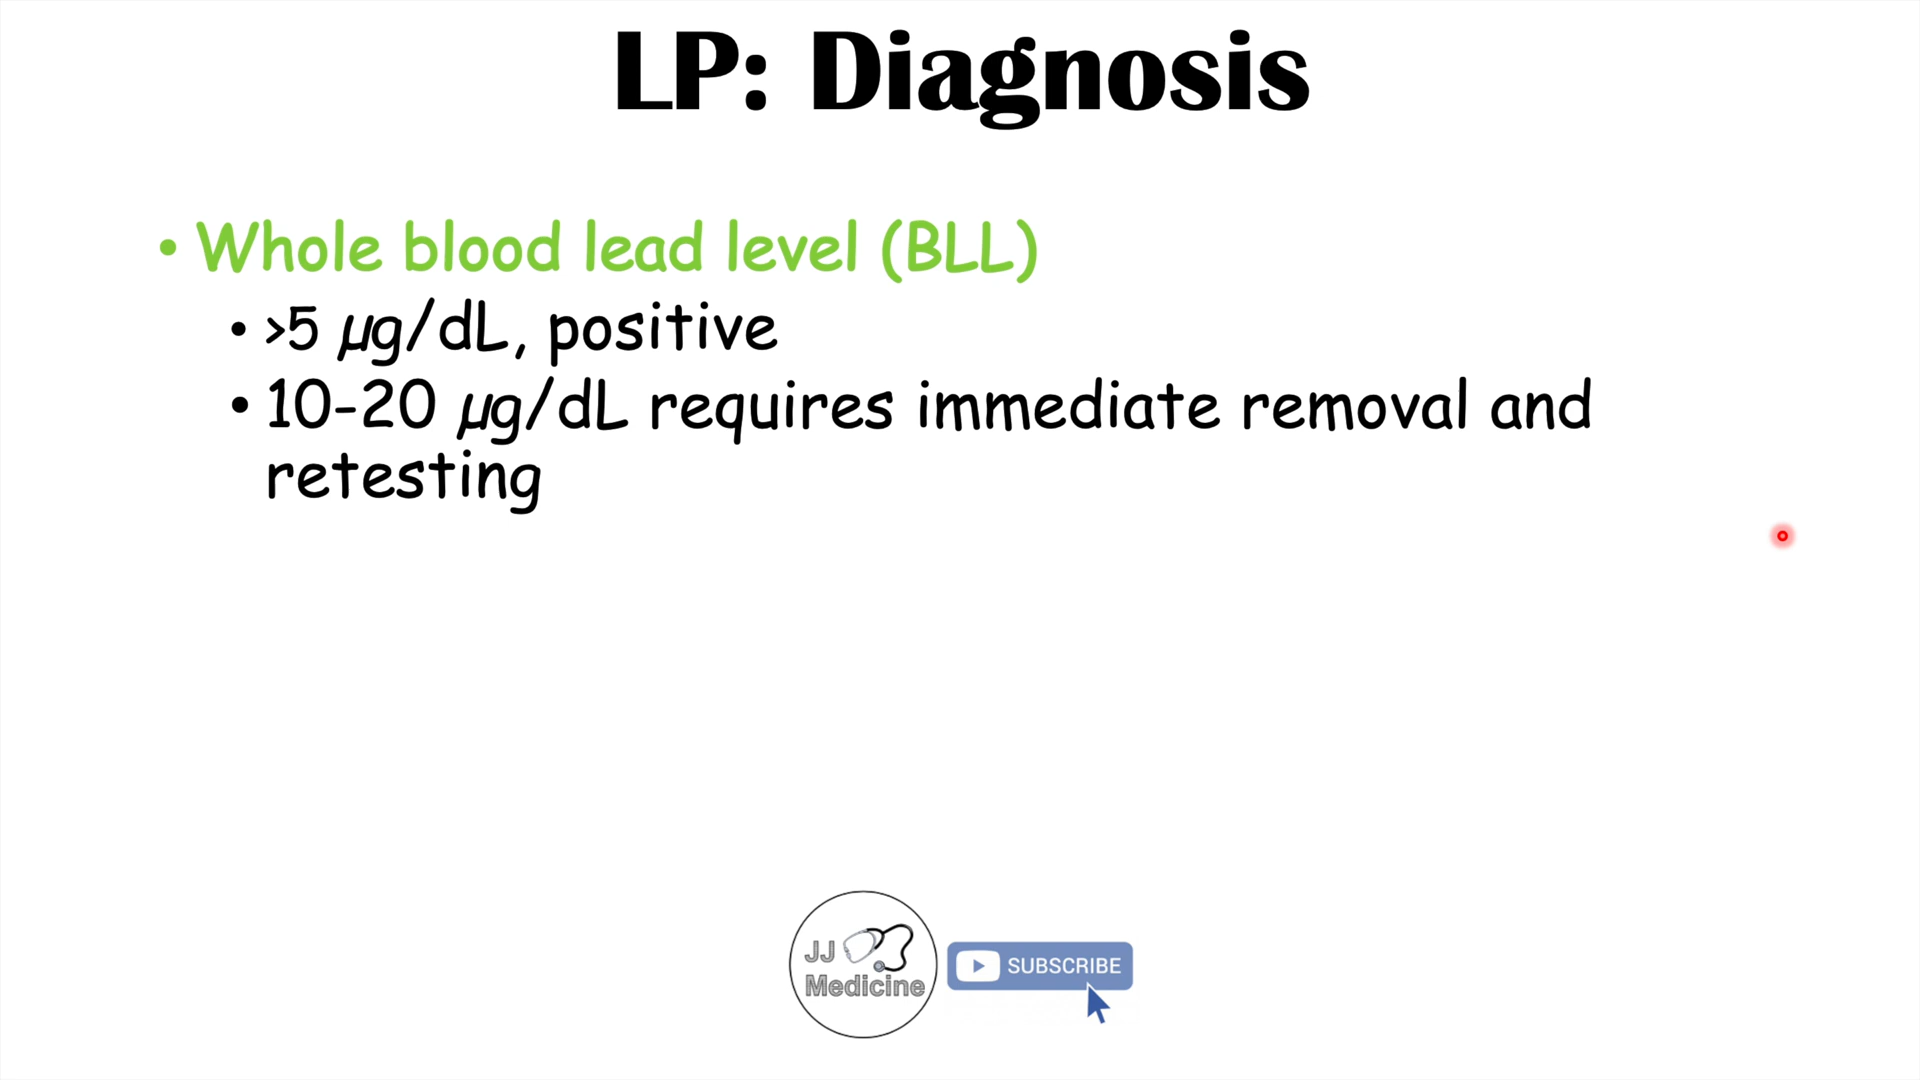 LP: Diagnosis
• Whole blood lead level (BLL)
• >5 µg/dL, positive
• 10-20 µg/dL requires immediate removal and
retesting
JJ
Medicine
SUBSCRIBE